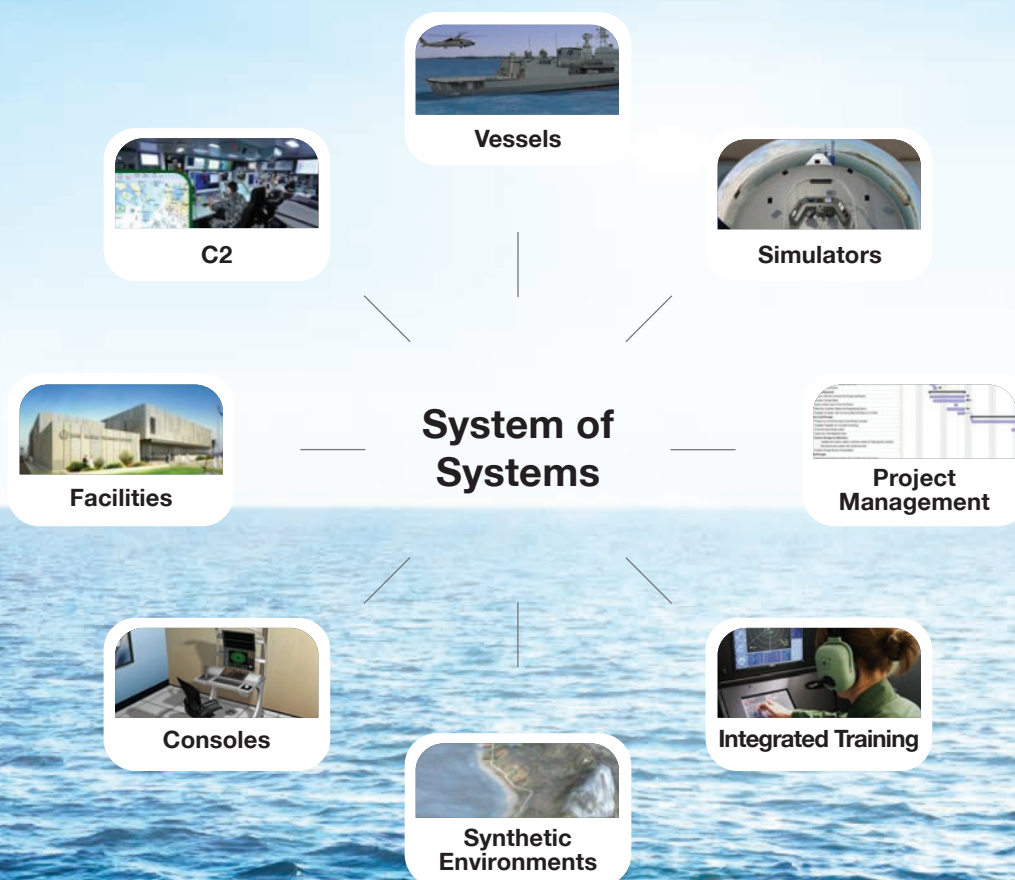 Vessels
C2
Simulators
System of
Systems
Facilities
Project
Management
Consoles
Integrated Training
Synthetic
Environments